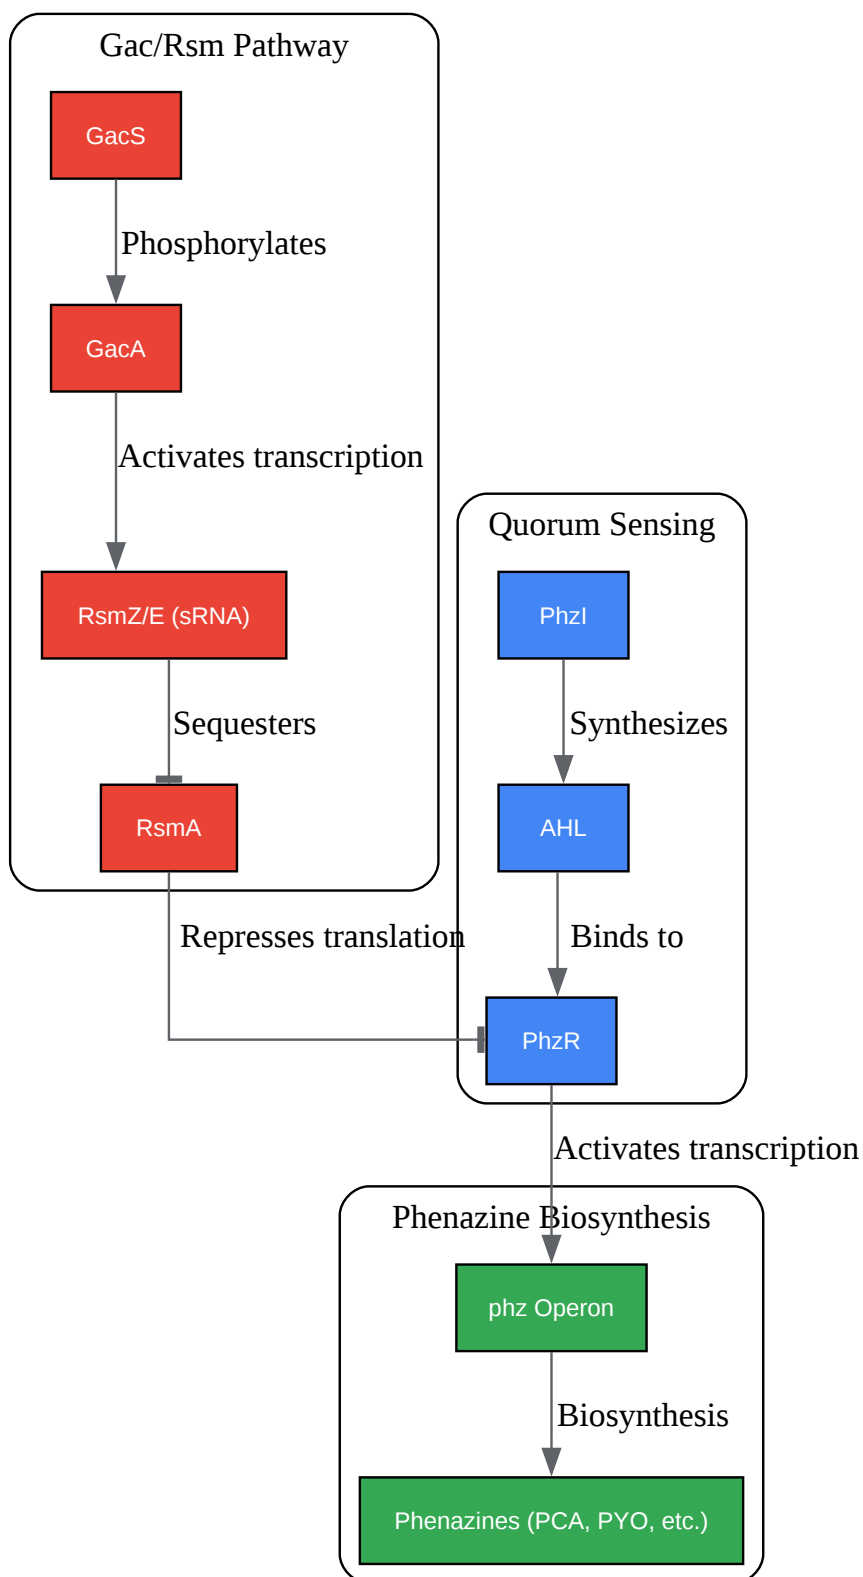 Gac/Rsm Pathway
GacS
Phosphorylates
GacA
Activates transcription
RsmZ/E (sRNA)
Sequesters
RsmA
Represses translation
Quorum Sensing
PhzI
Synthesizes
AHL
Binds to
PhzR
Activates transcription
Phenazine Biosynthesis
phz Operon
Biosynthesis
Phenazines (PCA, PYO, etc.)